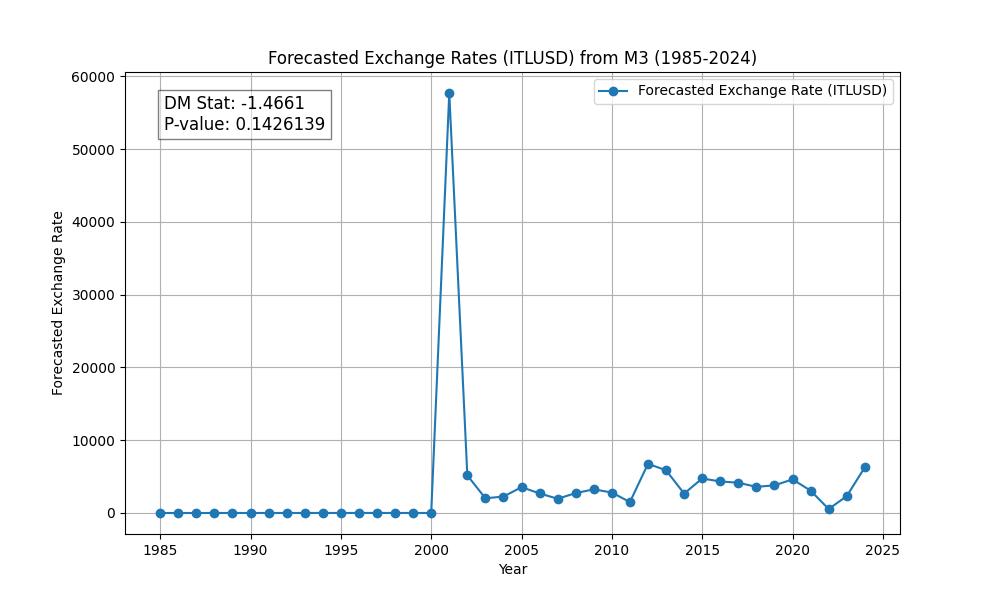 Forecasted Exchange Rates (ITLUSD) from M3 (1985-2024)
DM Stat: -1.4661
P-value: 0.1426139
Forecasted Exchange Rate (ITLUSD)
Forecasted Exchange Rate
60000
50000
40000
30000
20000
10000
0
1985 1990 1995 2000 2005 2010 2015 2020 2025
Year